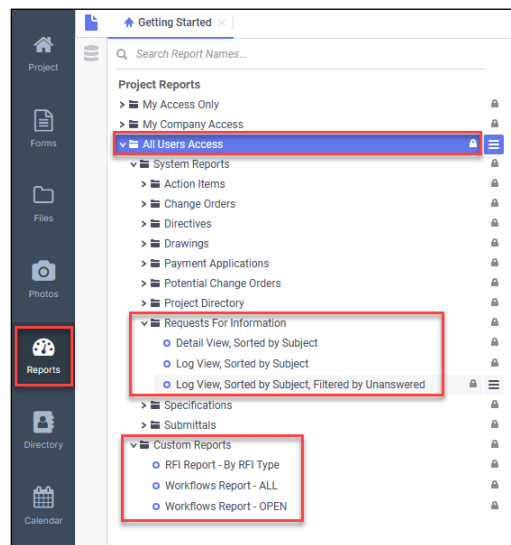 Getting Started
Project
Search Report Names...
Project Reports
My Access Only
My Company Access
All Users Access
Forms
System Reports
Action Items
Change Orders
Files
Directives
Drawings
Payment Applications
Photos
Potential Change Orders
Project Directory
Requests For Information
Detail View, Sorted by Subject
Reports
Log View, Sorted by Subject
Log View, Sorted by Subject, Filtered by Unanswered
Specifications
Submittals
Directory
Custom Reports
RFI Report - By RFI Type
Workflows Report - ALL
Workflows Report - OPEN
Calendar